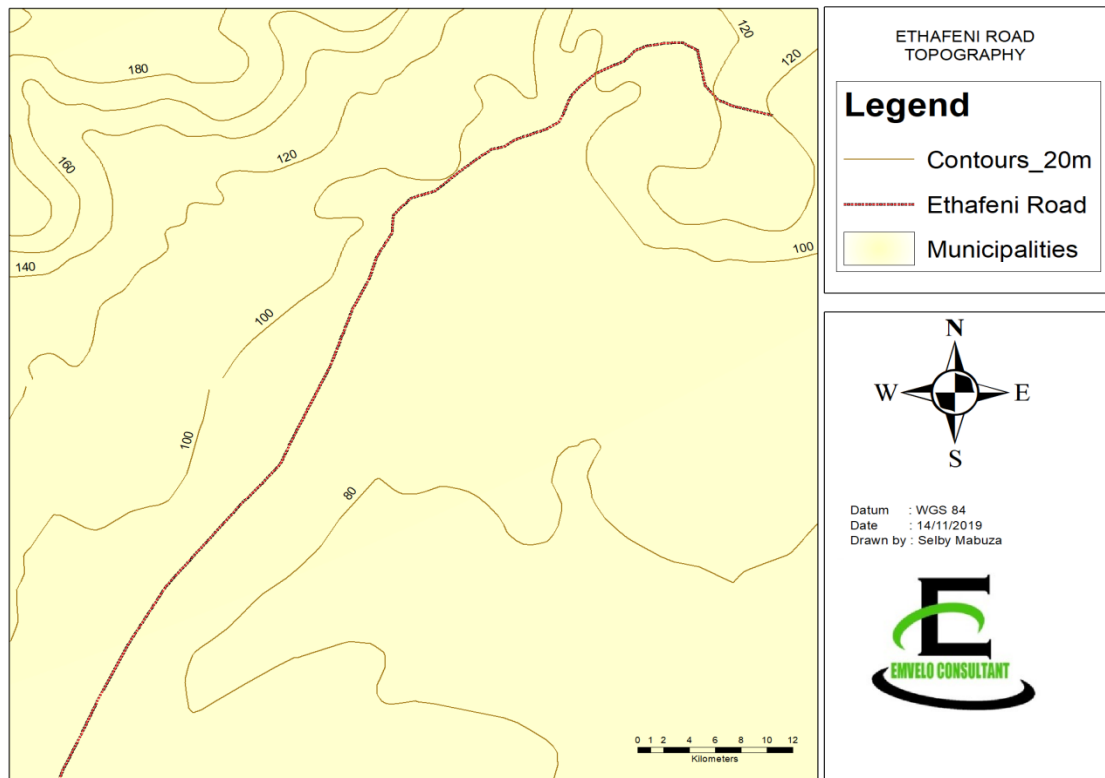 180
120
120
160
120
140
100
100
100
80
0 1 2 4 6 8 10 12
Kilometers
ETHAFENI ROAD
TOPOGRAPHY
Legend
Contours_20m
Ethafeni Road
Municipalities
N
W E
S
Datum : WGS 84
Date : 14/11/2019
Drawn by : Selby Mabuza
E
EMVELO CONSULTANT